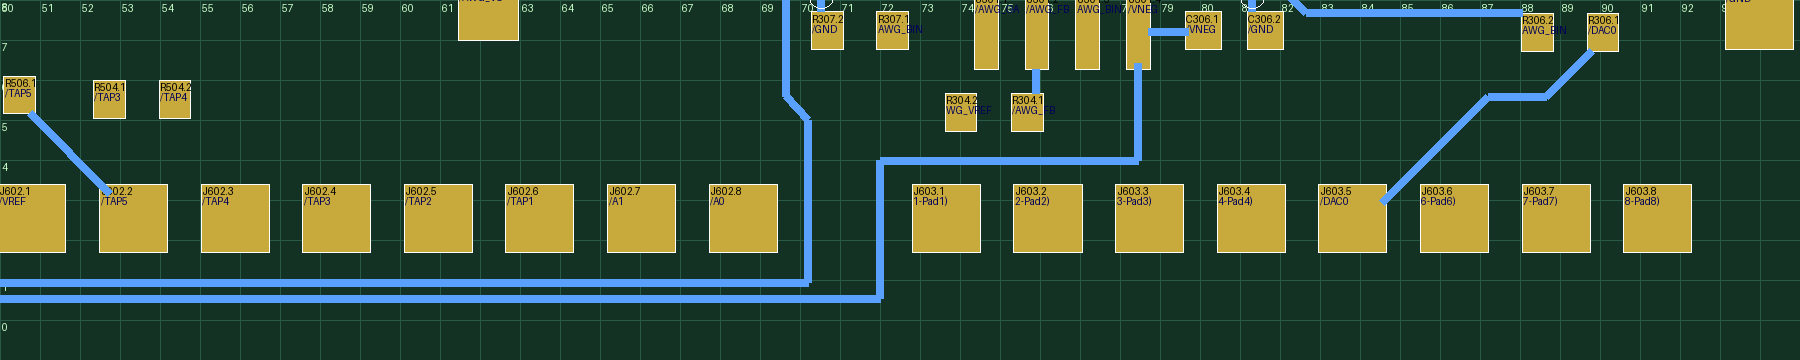 51 52 53 54 55 56 57 58 59 60 61 63 64 65 66 67 68 69 70 71 72 73 74 79 80 82 83 84 85 86 87 88 89 90 91 92
R307.2
/GND
R307.1
AWG_BIN
C306.1
/VNEG
C306.2
/GND
R306.2
AWG_BIN
R306.1
/DAC0
7
R506.1
/TAP5
R504.1
/TAP3
R504.2
/TAP4
R304.2
WG_VREF
R304.1
/AWG_FB
5
4
J602.1
/VREF
J602.2
/TAP5
J602.3
/TAP4
J602.4
/TAP3
J602.5
/TAP2
J602.6
/TAP1
J602.7
/A1
J602.8
/A0
J603.1
1-Pad1)
J603.2
2-Pad2)
J603.3
3-Pad3)
J603.4
4-Pad4)
J603.5
/DAC0
J603.6
6-Pad6)
J603.7
7-Pad7)
J603.8
8-Pad8)
0